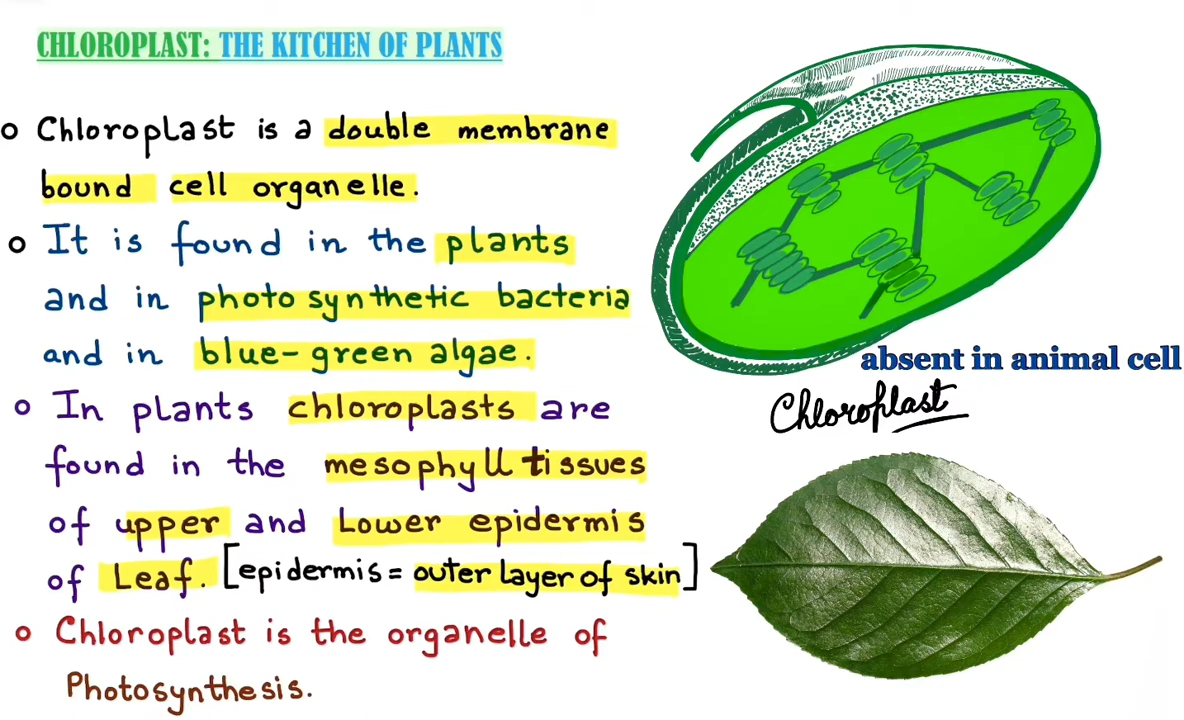 CHLOROPLAST: THE KITCHEN OF PLANTS
Chloroplast is a double membrane
bound cell organelle.
It is found in the plants
and in photosynthetic bacteria
and in blue-green algae.
In plants chloroplasts are
found in the mesophyll tissues
of upper and Lower epidermis
of Leaf. [epidermis = outer layer of skin]
Chloroplast is the organelle of
Photosynthesis.
absent in animal cell
Chloroplast